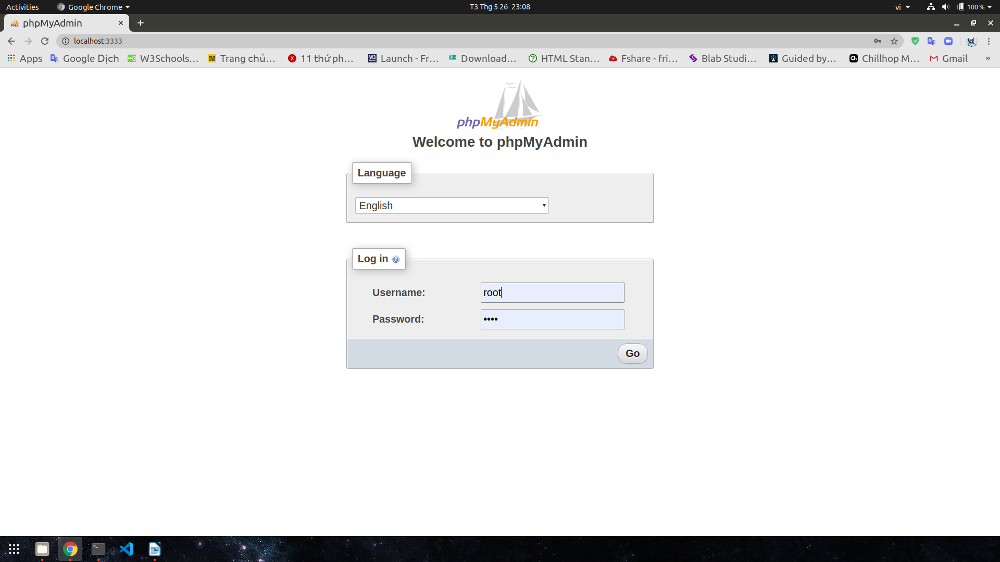 Activities Google Chrome T3 Thg 5 26 23:08 vi 100 %
phpMyAdmin
localhost:3333
Apps Google Dịch W3Schools… Trang chủ… 11 thứ ph… Launch - Fr… Download… HTML Stan… Fshare - fri… Blab Studi… Guided by… Chillhop M… Gmail »
phpMyAdmin
Welcome to phpMyAdmin
Language
English
Log in
Username: root
Password: ••••
Go